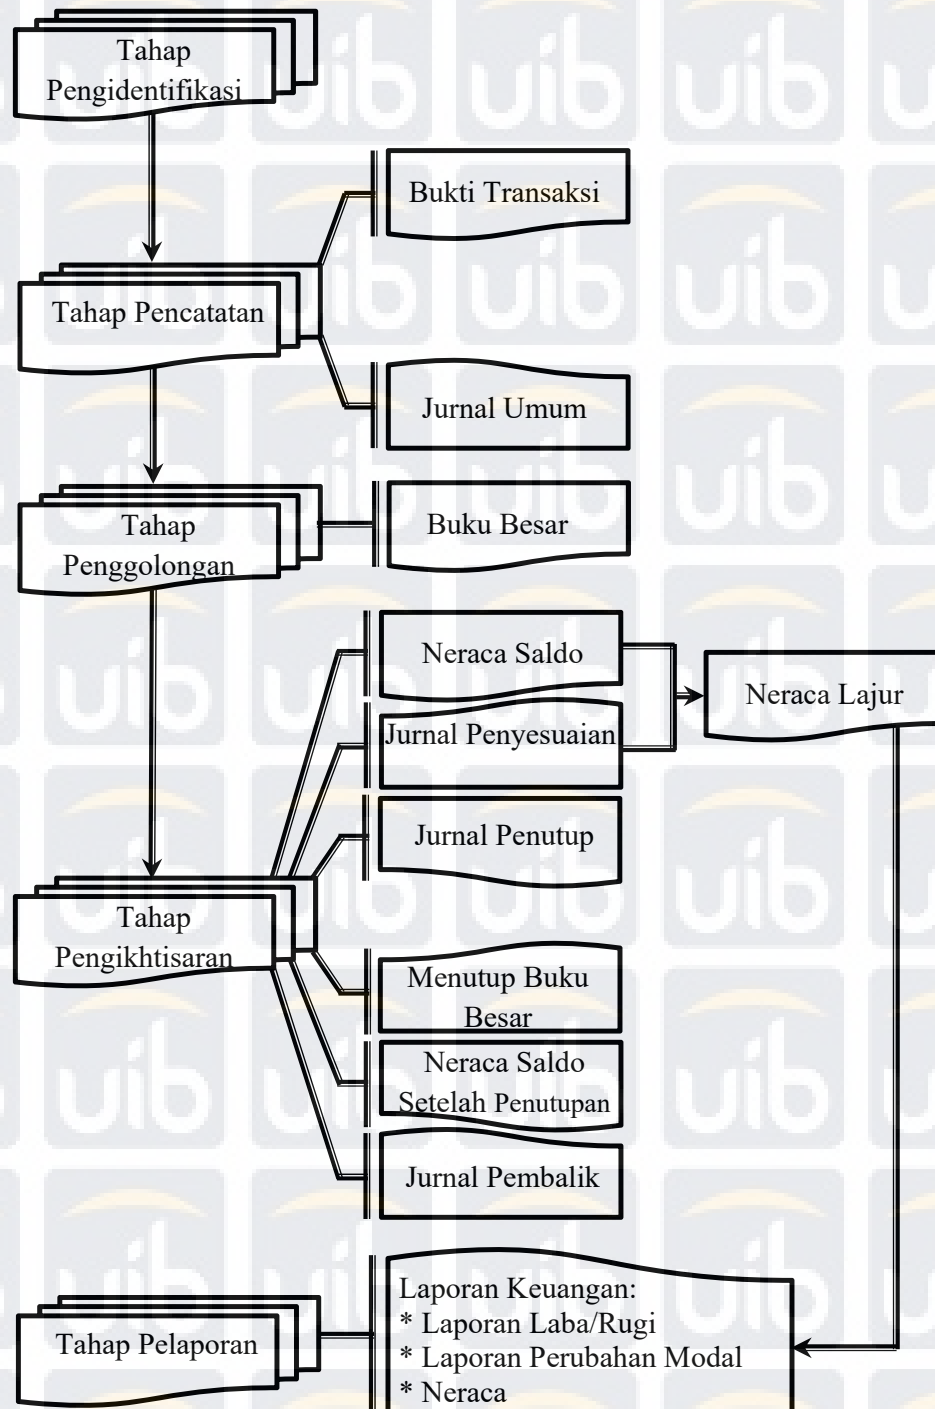 Tahap
Pengidentifikasi
Bukti Transaksi
Tahap Pencatatan
Jurnal Umum
Tahap
Penggolongan
Buku Besar
Neraca Saldo
Neraca Lajur
Jurnal Penyesuaian
Jurnal Penutup
Tahap
Pengikhtisaran
Menutup Buku
Besar
Neraca Saldo
Setelah Penutupan
Jurnal Pembalik
Laporan Keuangan:
* Laporan Laba/Rugi
Tahap Pelaporan
* Laporan Perubahan Modal
* Neraca
uib